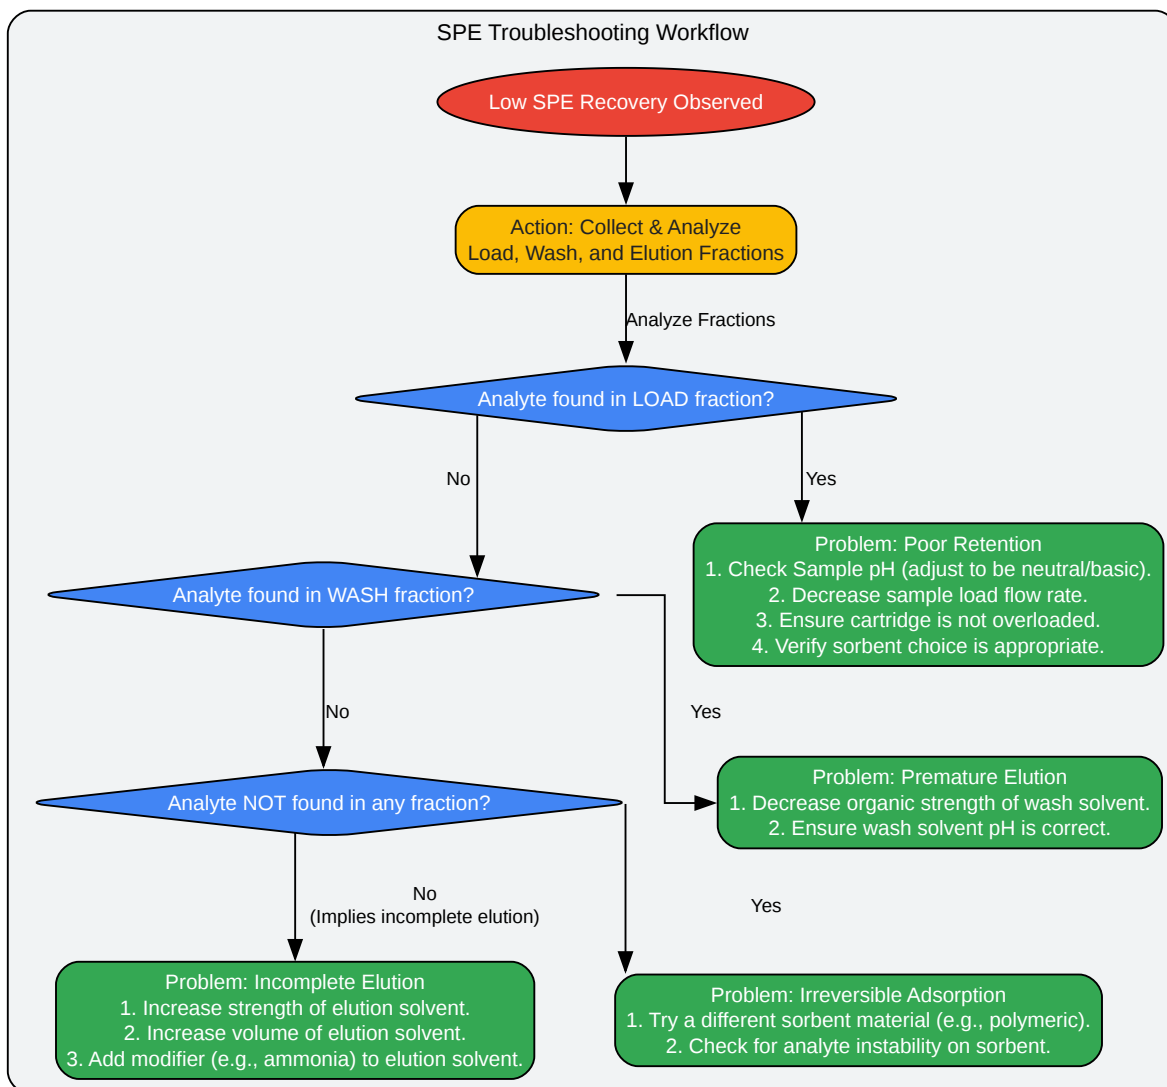 SPE Troubleshooting Workflow
Low SPE Recovery Observed
Action: Collect & Analyze
Load, Wash, and Elution Fractions
Analyze Fractions
Analyte found in LOAD fraction?
No
Yes
Problem: Poor Retention
1. Check Sample pH (adjust to be neutral/basic).
2. Decrease sample load flow rate.
3. Ensure cartridge is not overloaded.
4. Verify sorbent choice is appropriate.
Analyte found in WASH fraction?
No
Yes
Problem: Premature Elution
1. Decrease organic strength of wash solvent.
2. Ensure wash solvent pH is correct.
Analyte NOT found in any fraction?
No
(Implies incomplete elution)
Yes
Problem: Incomplete Elution
1. Increase strength of elution solvent.
2. Increase volume of elution solvent.
3. Add modifier (e.g., ammonia) to elution solvent.
Problem: Irreversible Adsorption
1. Try a different sorbent material (e.g., polymeric).
2. Check for analyte instability on sorbent.